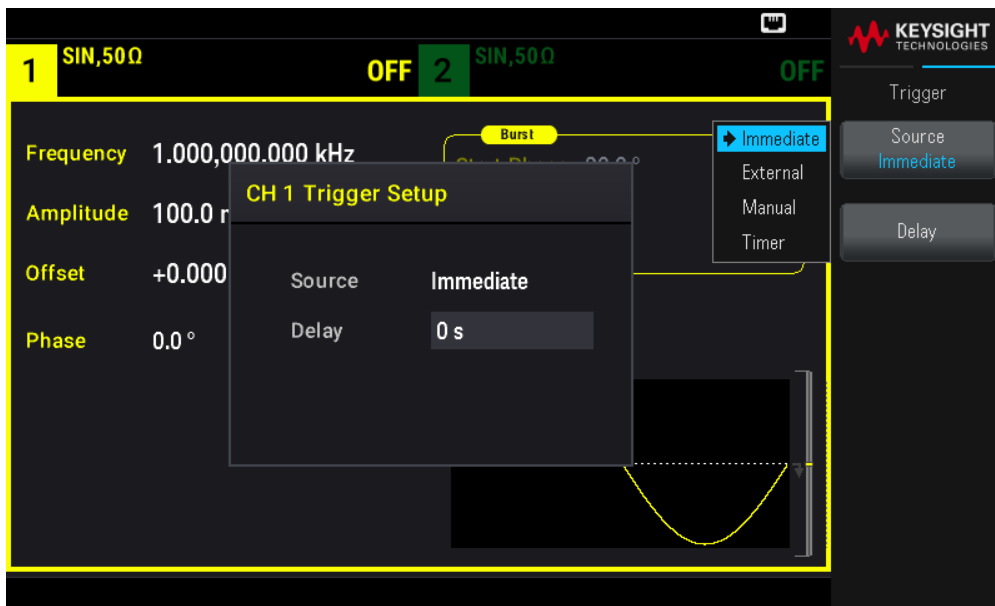 KEYSIGHT
TECHNOLOGIES
1 SIN,50Ω OFF 2 SIN,50Ω OFF
Trigger
Burst
Frequency 1.000,000.000 kHz
Immediate
External
Manual
Timer
Source
Immediate
Delay
CH 1 Trigger Setup
Amplitude 100.0
Offset +0.000
Source Immediate
Delay 0 s
Phase 0.0 °